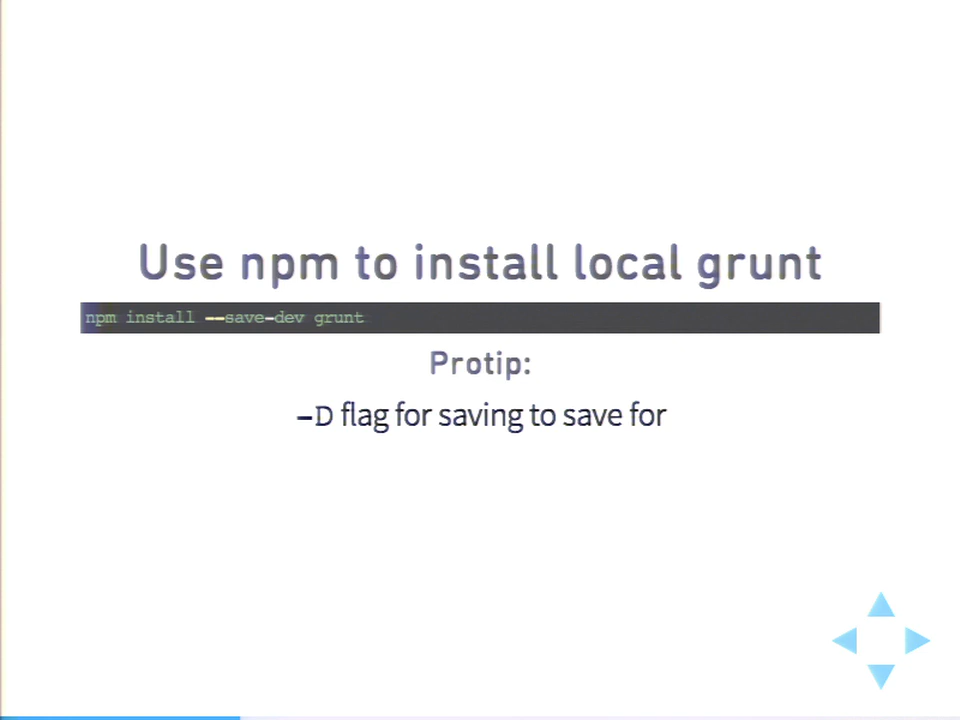 Use npm to install local grunt
npm install --save-dev grunt
Protip:
-D flag for saving to save for